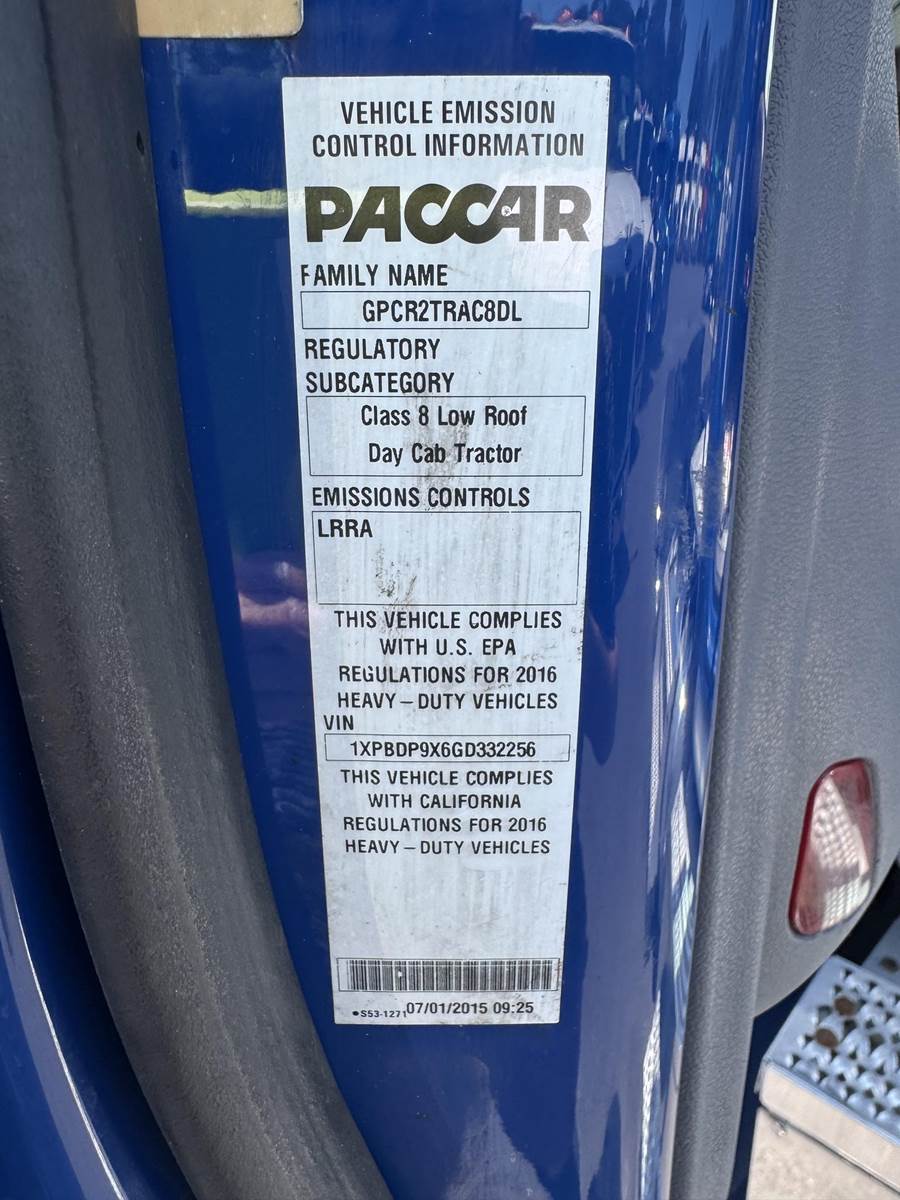 VEHICLE EMISSION
CONTROL INFORMATION
PACCAR
FAMILY NAME
GPCR2TRAC8DL
REGULATORY
SUBCATEGORY
Class 8 Low Roof
Day Cab Tractor
EMISSIONS CONTROLS
LRRA
THIS VEHICLE COMPLIES
WITH U.S. EPA
REGULATIONS FOR 2016
HEAVY–DUTY VEHICLES
VIN
1XPBDP9X6GD332256
THIS VEHICLE COMPLIES
WITH CALIFORNIA
REGULATIONS FOR 2016
HEAVY–DUTY VEHICLES
•S53-1271 07/01/2015 09:25